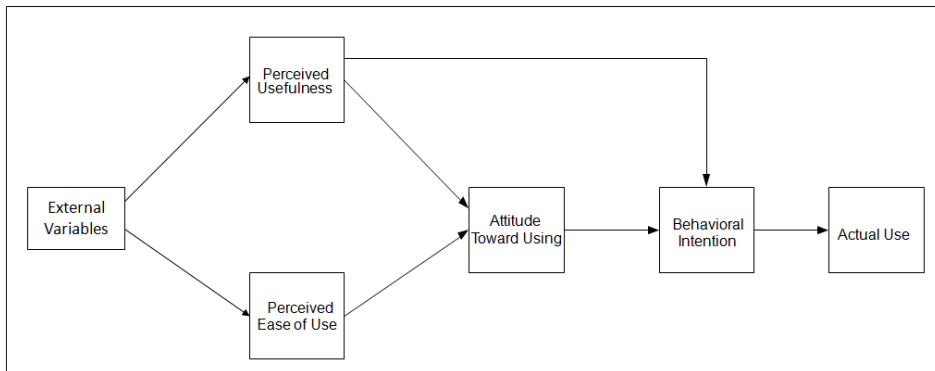 Perceived
Usefulness
External
Variables
Perceived
Ease of Use
Attitude
Toward Using
Behavioral
Intention
Actual Use